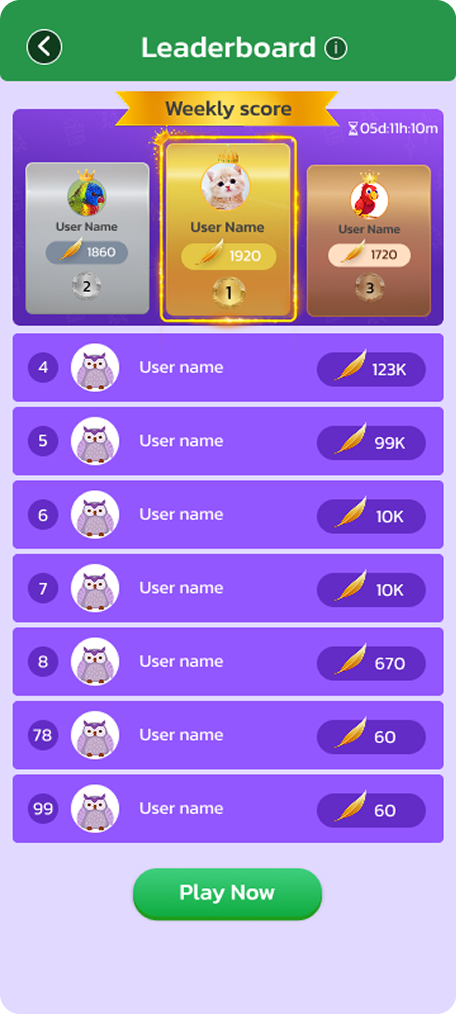 Leaderboard i
Weekly score
05d:11h:10m
User Name
1860
2
User Name
1920
1
User Name
1720
3
4 User name 123K
5 User name 99K
6 User name 10K
7 User name 10K
8 User name 670
78 User name 60
99 User name 60
Play Now